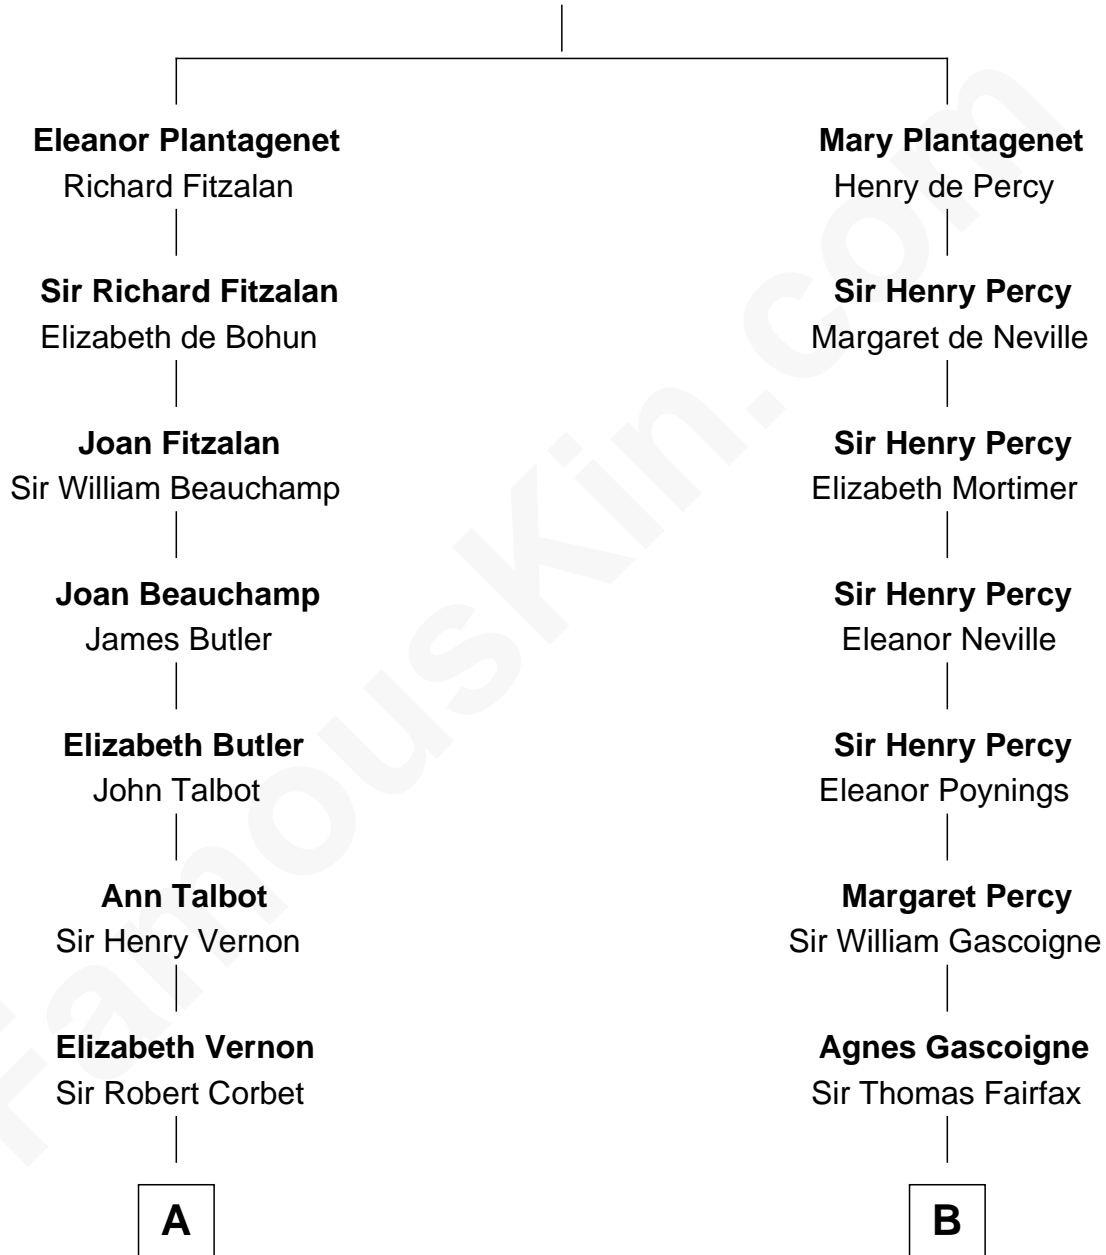 Eleanor Plantagenet
Richard Fitzalan
Sir Richard Fitzalan
Elizabeth de Bohun
Joan Fitzalan
Sir William Beauchamp
Joan Beauchamp
James Butler
Elizabeth Butler
John Talbot
Ann Talbot
Sir Henry Vernon
Elizabeth Vernon
Sir Robert Corbet
A
Mary Plantagenet
Henry de Percy
Sir Henry Percy
Margaret de Neville
Sir Henry Percy
Elizabeth Mortimer
Sir Henry Percy
Eleanor Neville
Sir Henry Percy
Eleanor Poynings
Margaret Percy
Sir William Gascoigne
Agnes Gascoigne
Sir Thomas Fairfax
B
FamousKin.com